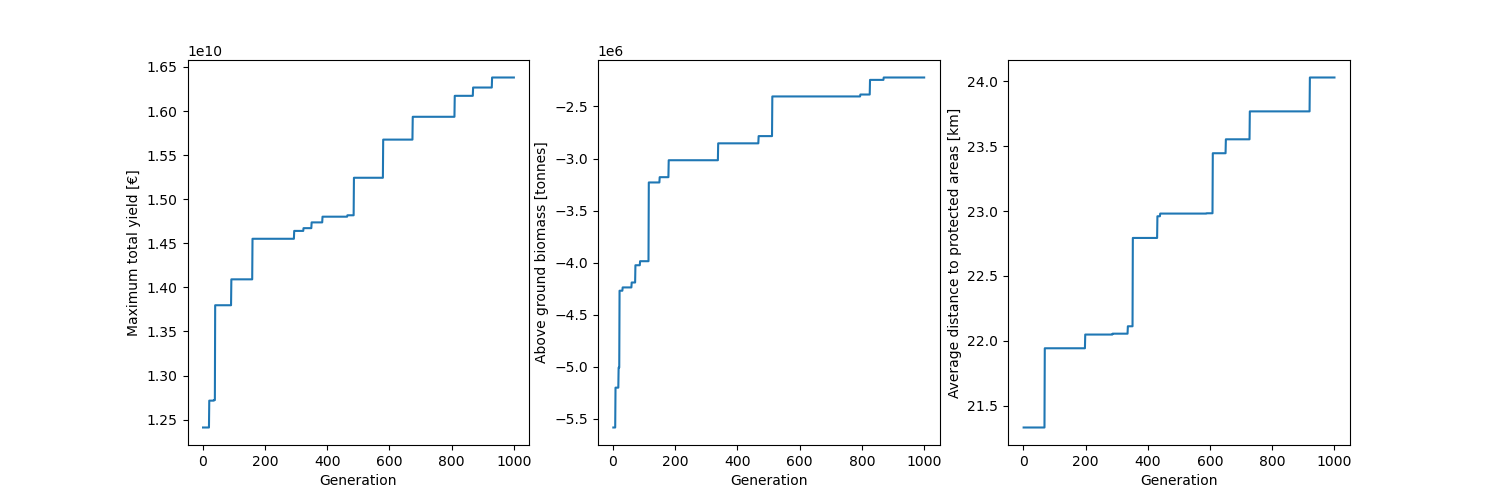 1e10
1.65
1.60
1.55
1.50
1.45
1.40
1.35
1.30
1.25
0 200 400 600 800 1000
Generation
Maximum total yield [€]
1e6
−2.5
−3.0
−3.5
−4.0
−4.5
−5.0
−5.5
0 200 400 600 800 1000
Generation
Above ground biomass [tonnes]
24.0
23.5
23.0
22.5
22.0
21.5
0 200 400 600 800 1000
Generation
Average distance to protected areas [km]